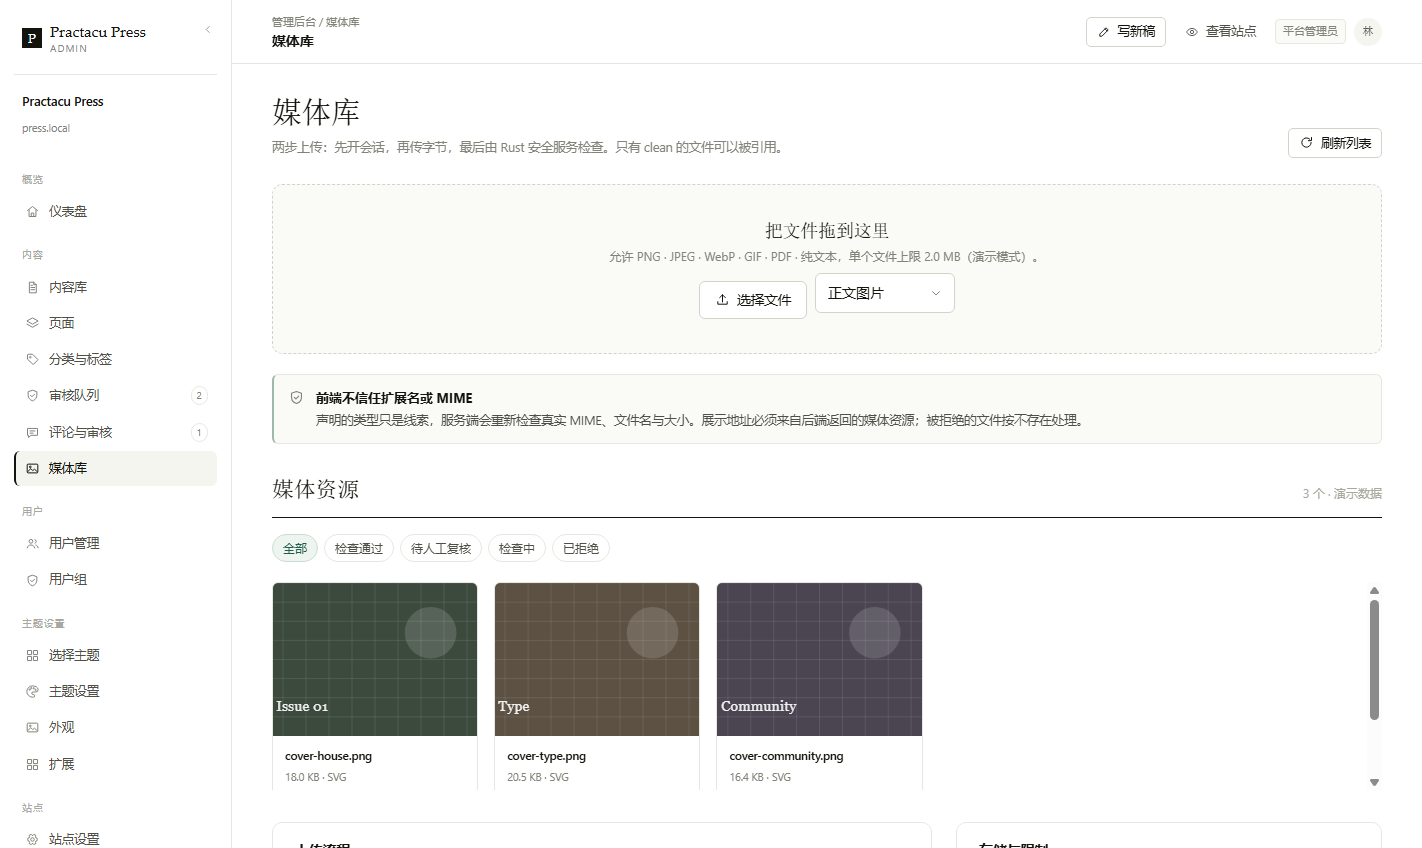 P
Practacu Press
ADMIN
Practacu Press
press.local
概览
仪表盘
内容
内容库
页面
分类与标签
审核队列 2
评论与审核 1
媒体库
用户
用户管理
用户组
主题设置
选择主题
主题设置
外观
扩展
站点
站点设置
管理后台 / 媒体库
媒体库
写新稿
查看站点
平台管理员
林
媒体库
两步上传：先开会话，再传字节，最后由 Rust 安全服务检查。只有 clean 的文件可以被引用。
刷新列表
把文件拖到这里
允许 PNG · JPEG · WebP · GIF · PDF · 纯文本，单个文件上限 2.0 MB（演示模式）。
选择文件
正文图片
前端不信任扩展名或 MIME
声明的类型只是线索，服务端会重新检查真实 MIME、文件名与大小。展示地址必须来自后端返回的媒体资源；被拒绝的文件按不存在处理。
媒体资源
3 个 · 演示数据
全部 检查通过 待人工复核 检查中 已拒绝
Issue 01
cover-house.png
18.0 KB · SVG
Type
cover-type.png
20.5 KB · SVG
Community
cover-community.png
16.4 KB · SVG
上传流程
存储与限制